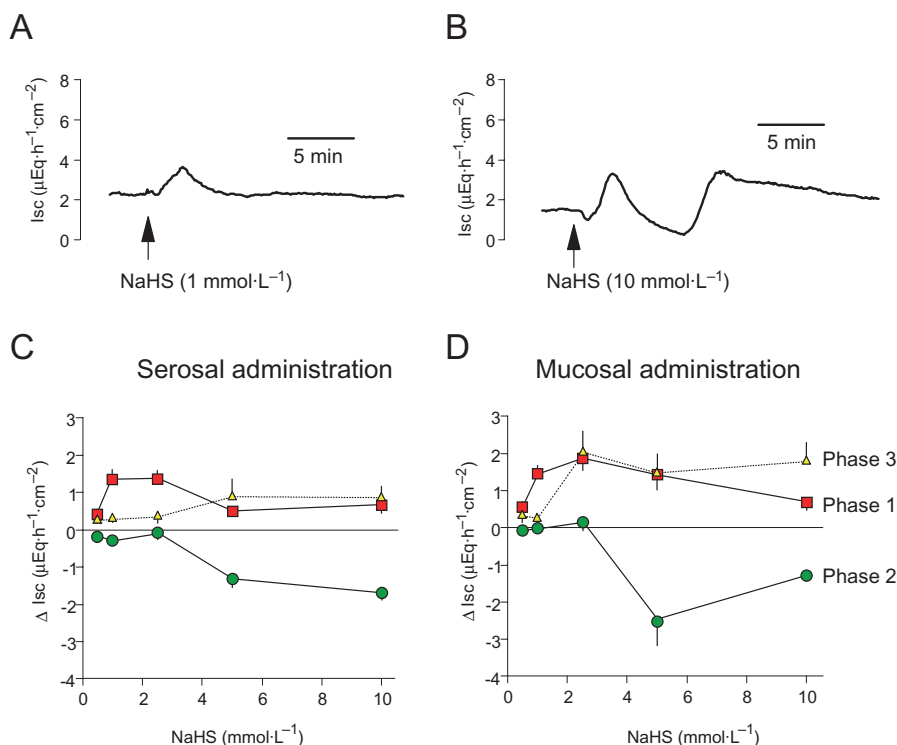 A
8
6
4
2
0
Isc (µEq·h⁻¹·cm⁻²)
5 min
NaHS (1 mmol·L⁻¹)
B
8
6
4
2
0
Isc (µEq·h⁻¹·cm⁻²)
5 min
NaHS (10 mmol·L⁻¹)
C
Serosal administration
3
2
1
0
-1
-2
-3
-4
Δ Isc (µEq·h⁻¹·cm⁻²)
0 2 4 6 8 10
NaHS (mmol·L⁻¹)
D
Mucosal administration
3
2
1
0
-1
-2
-3
-4
Δ Isc (µEq·h⁻¹·cm⁻²)
Phase 3
Phase 1
Phase 2
0 2 4 6 8 10
NaHS (mmol·L⁻¹)